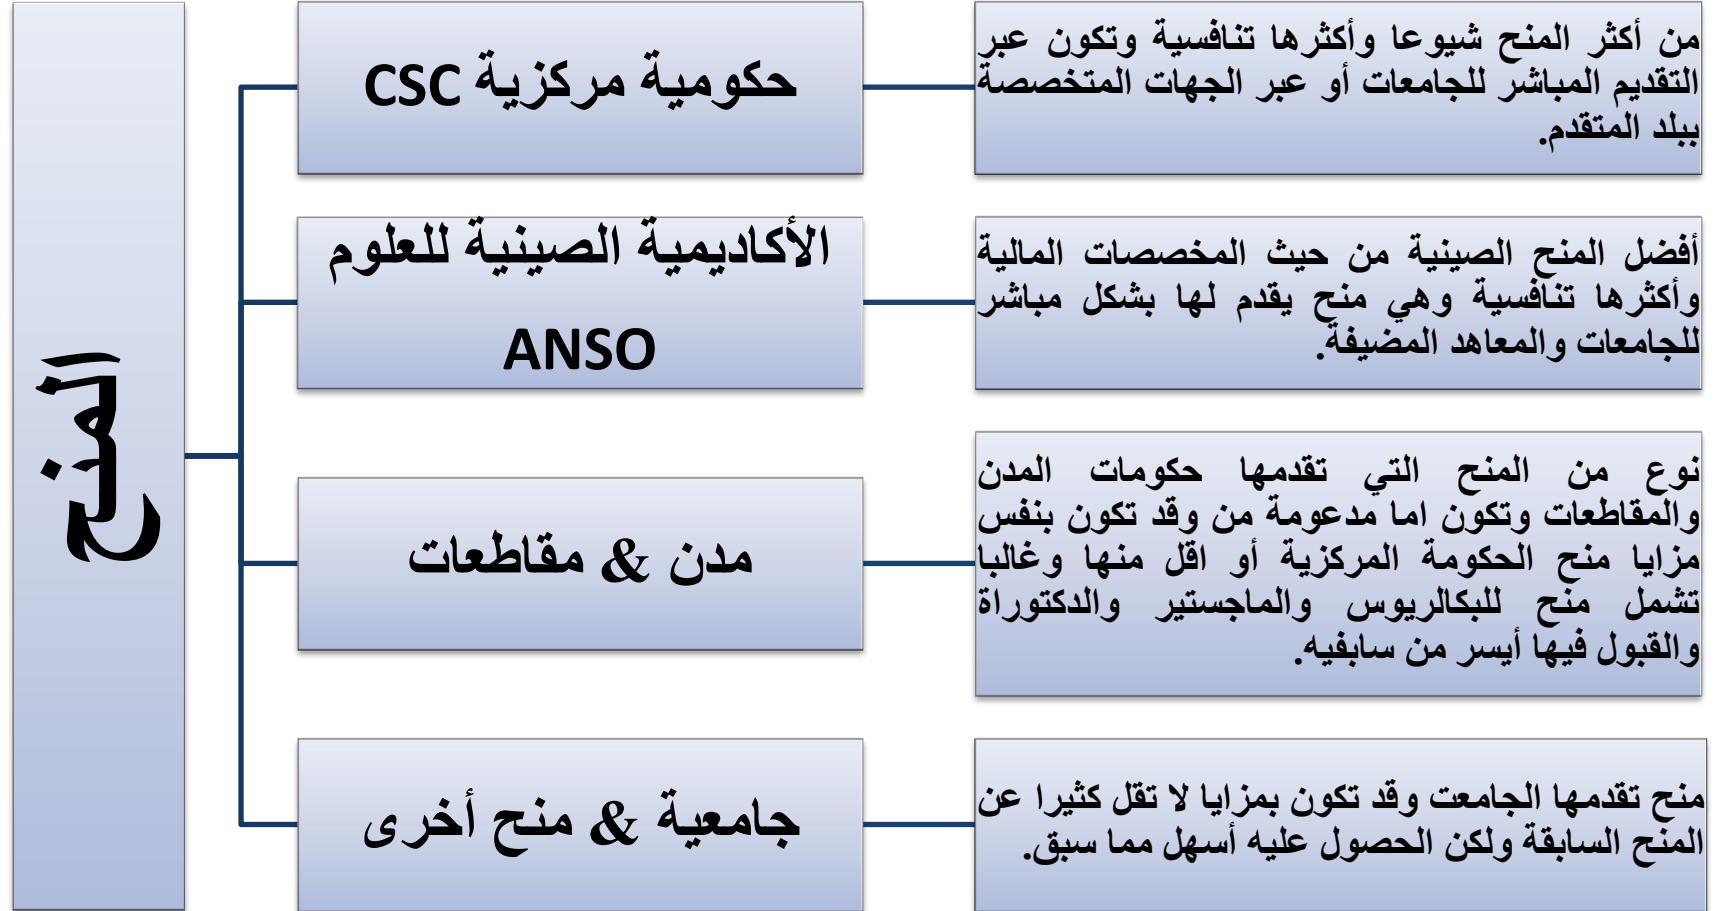 المنح
حكومية مركزية CSC
من أكثر المنح شيوعا وأكثرها تنافسية وتكون عبر
التقديم المباشر للجامعات أو عبر الجهات المتخصصة
ببلد المتقدم.
الأكاديمية الصينية للعلوم
ANSO
أفضل المنح الصينية من حيث المخصصات المالية
وأكثرها تنافسية وهي منح يقدم لها بشكل مباشر
للجامعات والمعاهد المضيفة.
مدن & مقاطعات
نوع من المنح التي تقدمها حكومات المدن
والمقاطعات وتكون اما مدعومة من وقد تكون بنفس
مزايا منح الحكومة المركزية أو اقل منها وغالبا
تشمل منح للبكالريوس والماجستير والدكتوراة
والقبول فيها أيسر من سابفيه.
جامعية & منح أخرى
منح تقدمها الجامعت وقد تكون بمزايا لا تقل كثيرا عن
المنح السابقة ولكن الحصول عليه أسهل مما سبق.